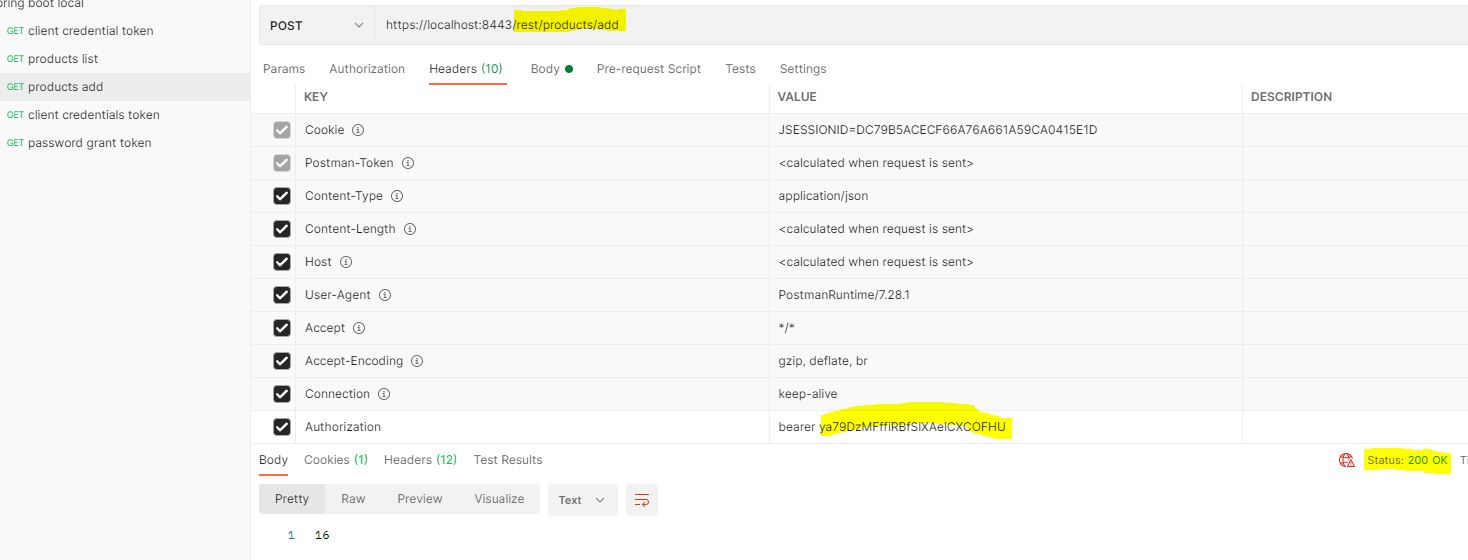 ring boot local
GET client credential token
GET products list
GET products add
GET client credentials token
GET password grant token
POST https://localhost:8443/rest/products/add
Params Authorization Headers (10) Body Pre-request Script Tests Settings
KEY VALUE DESCRIPTION
Cookie JSESSIONID=DC79B5ACECF66A76A661A59CA0415E1D
Postman-Token <calculated when request is sent>
Content-Type application/json
Content-Length <calculated when request is sent>
Host <calculated when request is sent>
User-Agent PostmanRuntime/7.28.1
Accept */*
Accept-Encoding gzip, deflate, br
Connection keep-alive
Authorization bearer
Body Cookies (1) Headers (12) Test Results Status: 200 OK
Pretty Raw Preview Visualize Text
1 16